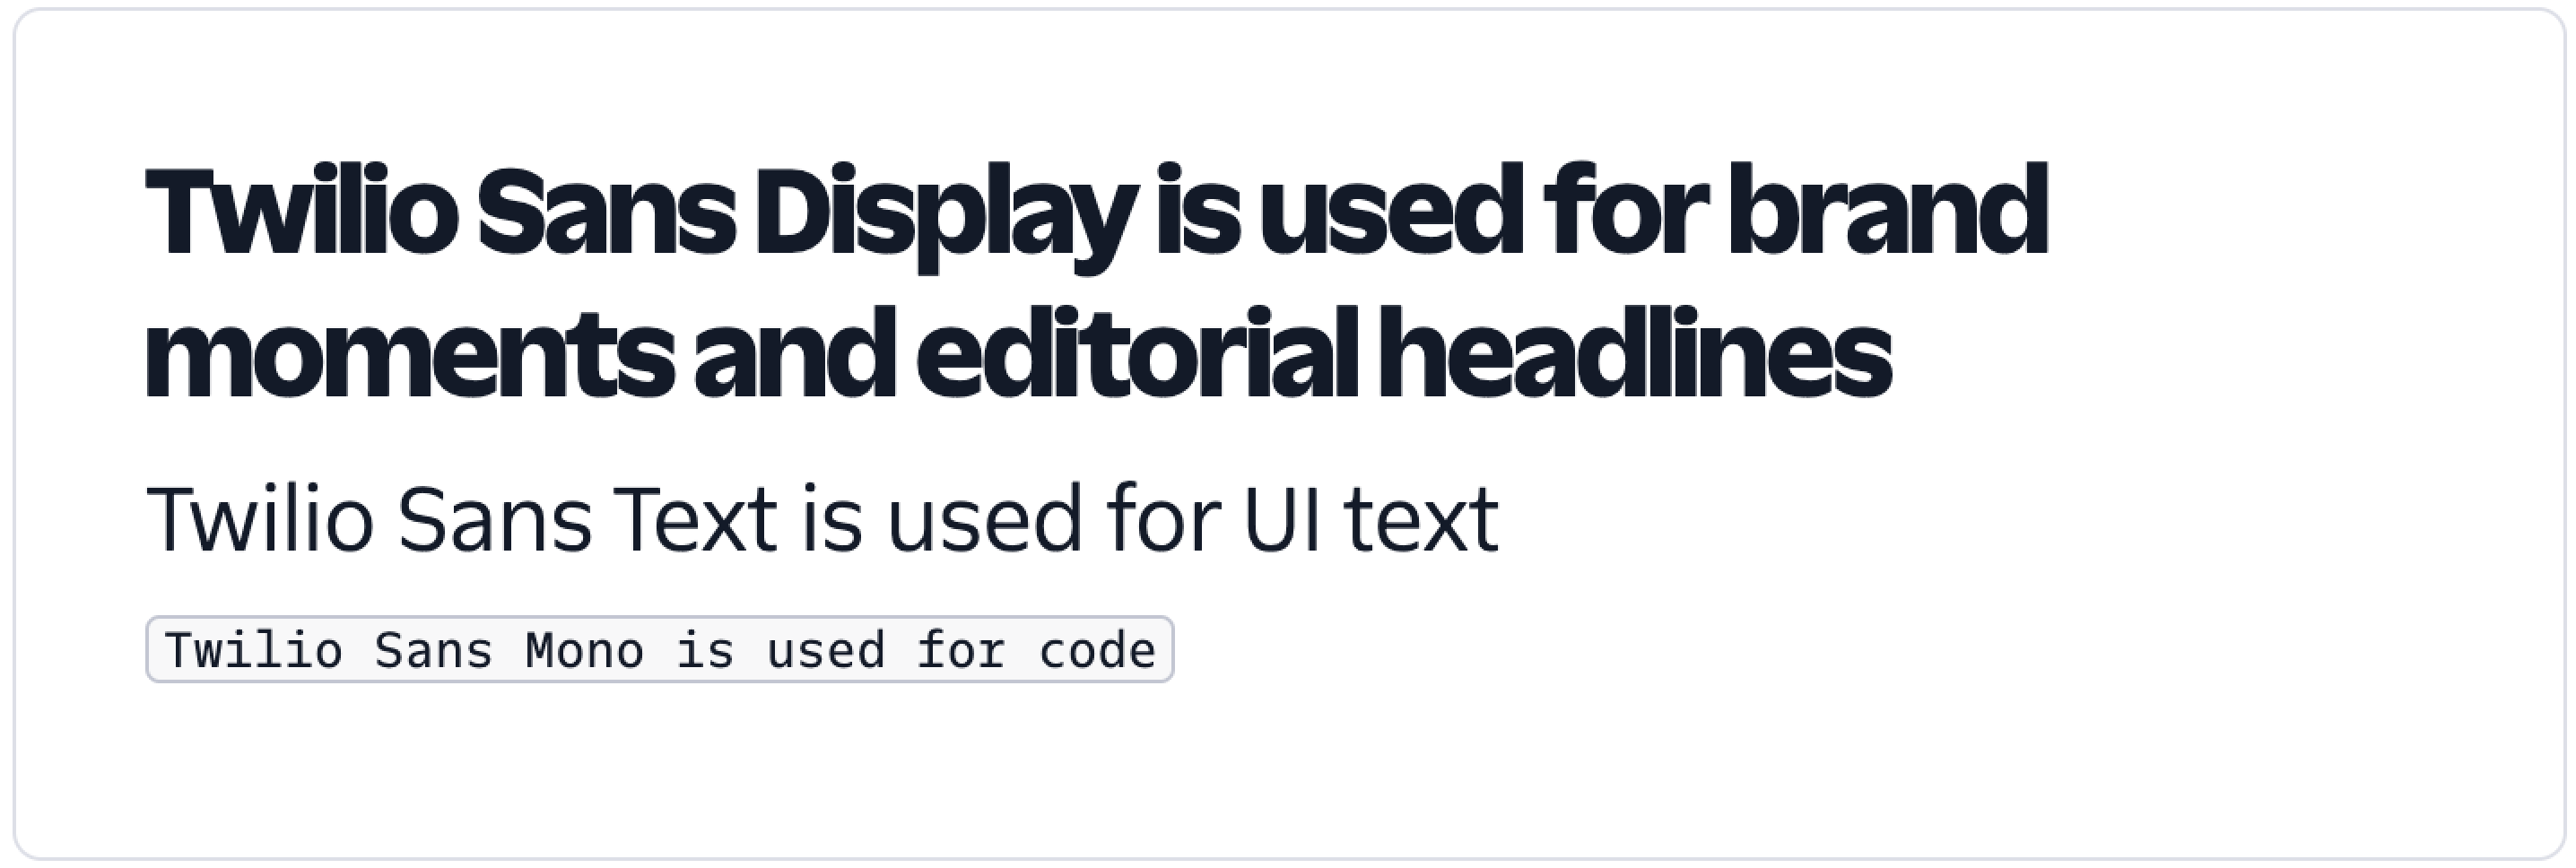 Twilio Sans Display is used for brand
moments and editorial headlines
Twilio Sans Text is used for UI text
Twilio Sans Mono is used for code